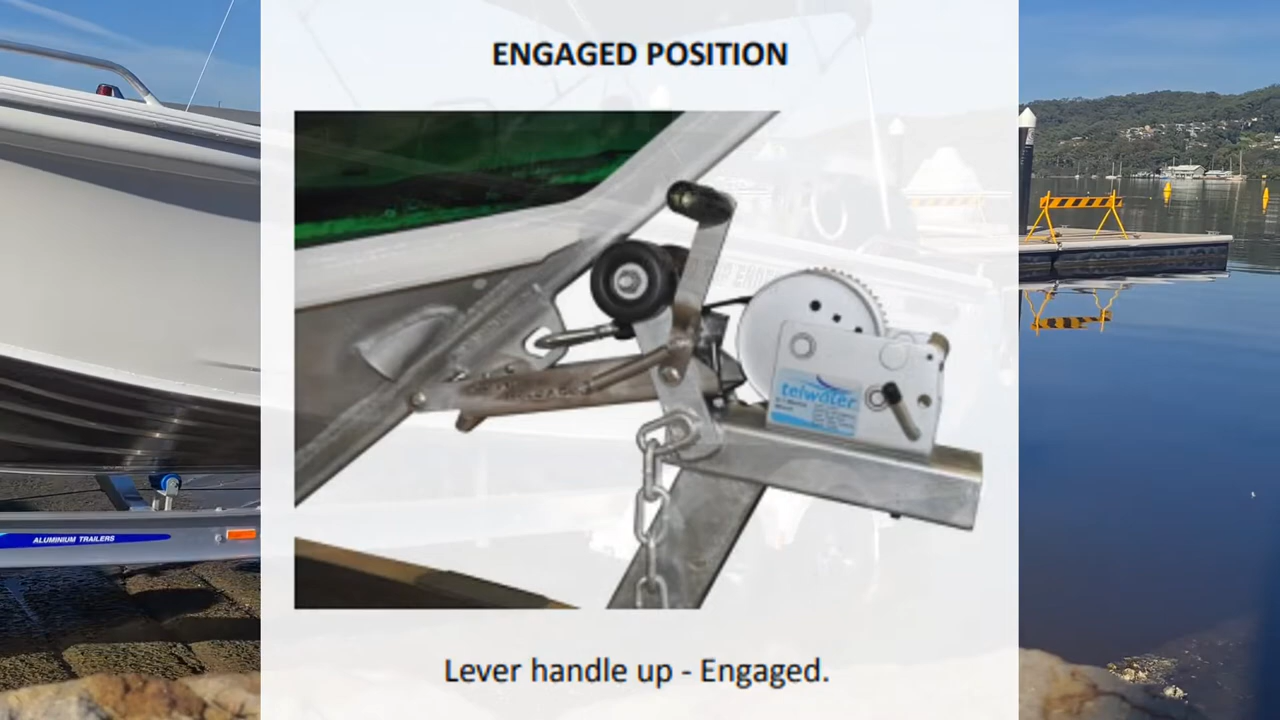 ENGAGED POSITION
telwater
ALUMINIUM TRAILERS
Lever handle up - Engaged.